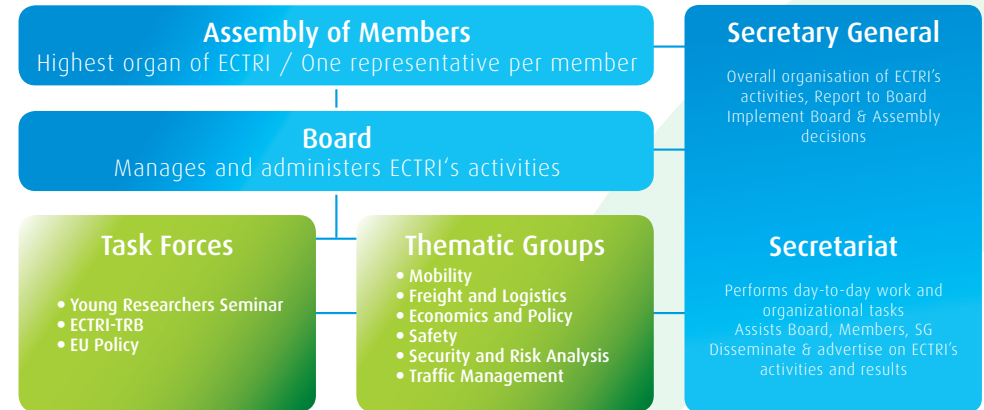 Assembly of Members
Highest organ of ECTRI / One representative per member
Board
Manages and administers ECTRI's activities
Task Forces
• Young Researchers Seminar
• ECTRI-TRB
• EU Policy
Thematic Groups
• Mobility
• Freight and Logistics
• Economics and Policy
• Safety
• Security and Risk Analysis
• Traffic Management
Secretary General
Overall organisation of ECTRI's
activities, Report to Board
Implement Board & Assembly
decisions
Secretariat
Performs day-to-day work and
organizational tasks
Assists Board, Members, SG
Disseminate & advertise on ECTRI's
activities and results